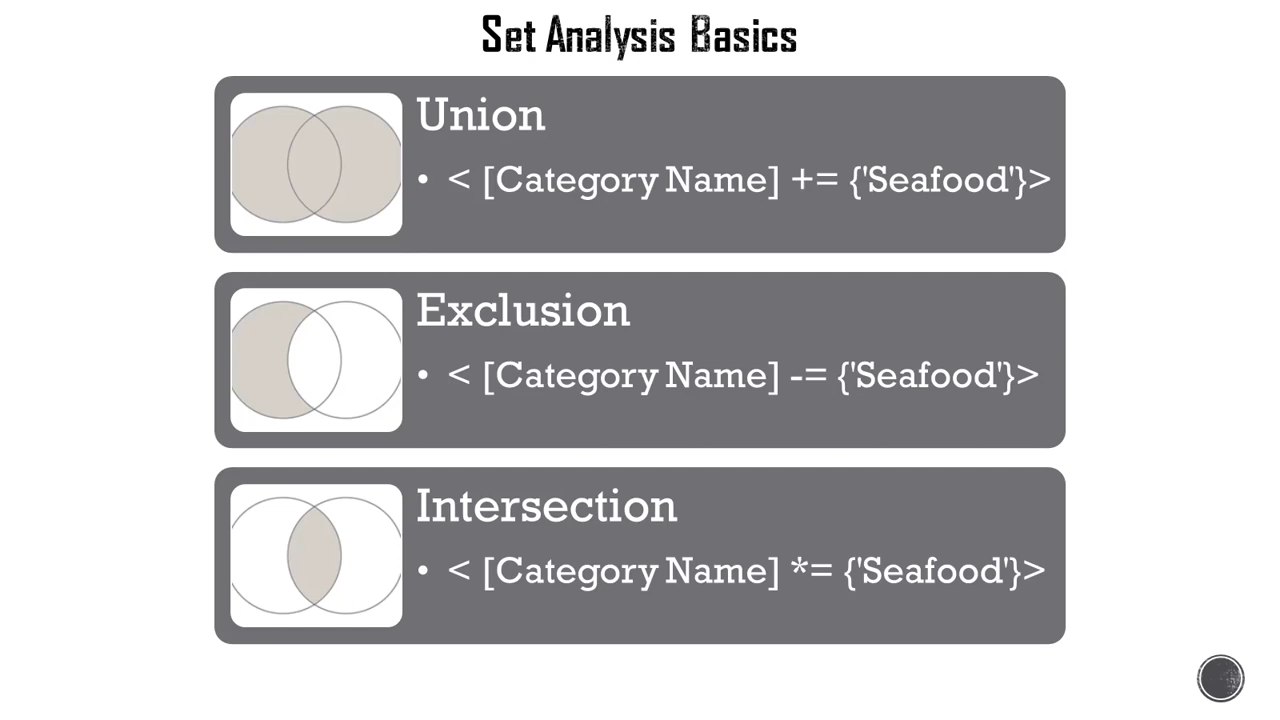 Set Analysis Basics
Union
• < [Category Name] += {'Seafood'}>
Exclusion
• < [Category Name] -= {'Seafood'}>
Intersection
• < [Category Name] *= {'Seafood'}>